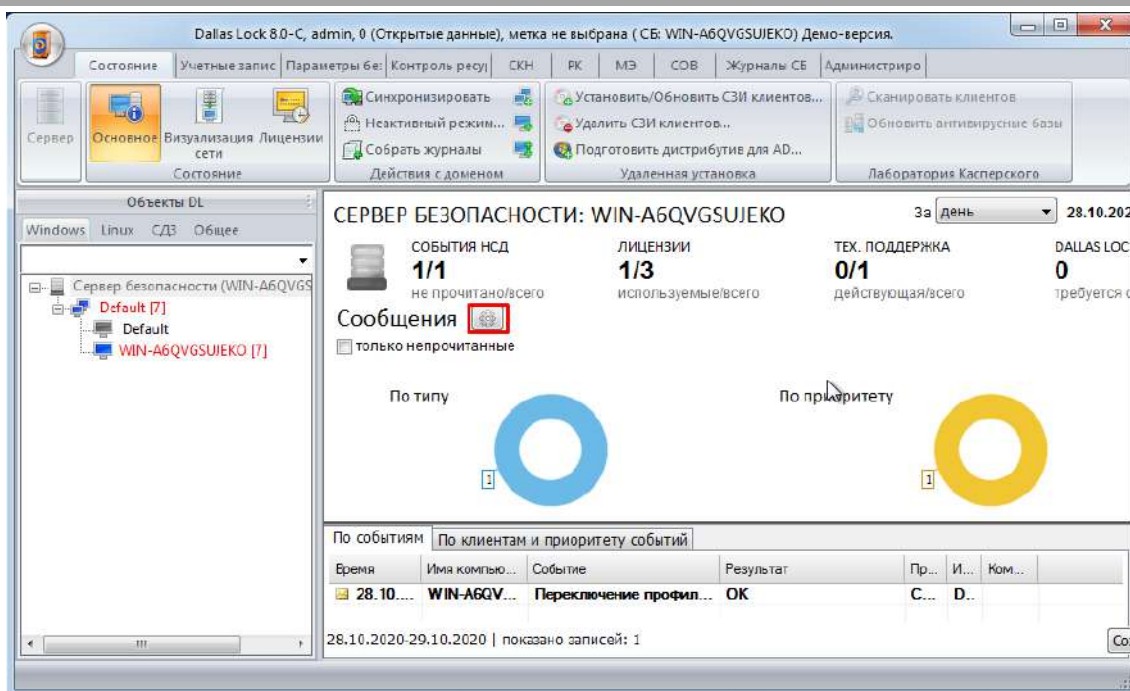 Dallas Lock 8.0-C, admin, 0 (Открытые данные), метка не выбрана ( СБ: WIN-A6QVGSUJEKO) Демо-версия.
Состояние Учетные запис Параметры бе: Контроль ресу| СКН РК МЭ СОВ Журналы СБ Администриро
Сервер
Основное Визуализация сети Лицензии
Состояние
Синхронизировать
Неактивный режим...
Собрать журналы
Действия с доменом
Установить/Обновить СЗИ клиентов...
Удалить СЗИ клиентов...
Подготовить дистрибутив для AD...
Удаленная установка
Сканировать клиентов
Обновить антивирусные базы
Лаборатория Касперского
Объекты DL
Windows Linux СДЗ Общее
Сервер безопасности (WIN-A6QVGS
Default [7]
Default
WIN-A6QVGSUJEKO [7]
СЕРВЕР БЕЗОПАСНОСТИ: WIN-A6QVGSUJEKO
За день 28.10.202
СОБЫТИЯ НСД ЛИЦЕНЗИИ ТЕХ. ПОДДЕРЖКА DALLAS LOC
1/1 1/3 0/1 0
не прочитано/всего используемые/всего действующая/всего требуется
Сообщения
только непрочитанные
По типу
1
По приоритету
1
По событиям По клиентам и приоритету событий
Время Имя компью... Событие Результат Пр... И... Ком...
28.10.... WIN-A6QV... Переключение профил... OK С... D..
28.10.2020-29.10.2020 | показано записей: 1
Со